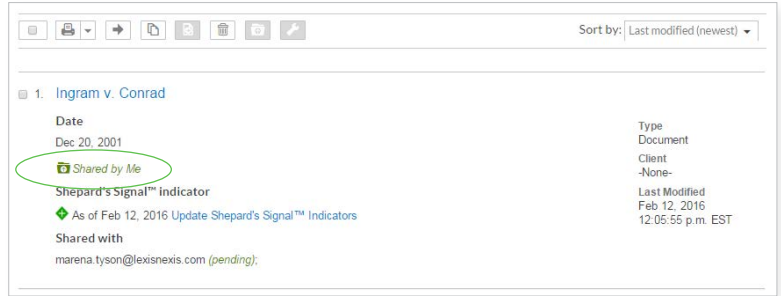 Sort by: Last modified (newest)
1. Ingram v. Conrad
Date
Dec 20, 2001
Shared by Me
Shepard's Signal™ indicator
As of Feb 12, 2016 Update Shepard's Signal™ Indicators
Shared with
marena.tyson@lexisnexis.com (pending);
Type
Document
Client
-None-
Last Modified
Feb 12, 2016
12:05:55 p.m. EST